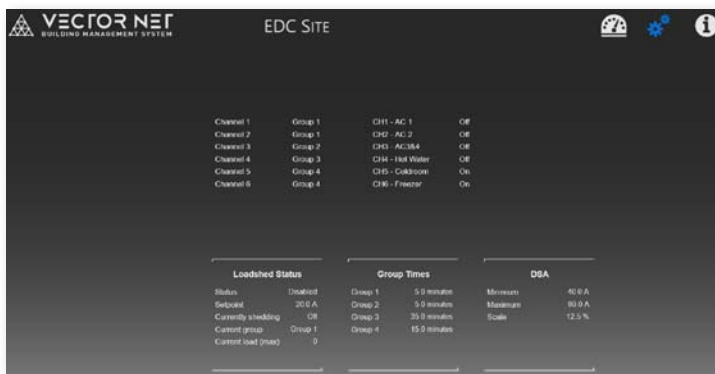 VECTOR NET
BUILDING MANAGEMENT SYSTEM
EDC SITE
Channel 1 Group 1 CH1 - AC 1 Off
Channel 2 Group 1 CH2 - AC 2 Off
Channel 3 Group 2 CH3 - AC3&4 Off
Channel 4 Group 3 CH4 - Hot Water Off
Channel 5 Group 4 CH5 - Coldroom On
Channel 6 Group 4 CH6 - Freezer On
Loadshed Status
Status Disabled
Setpoint 20.0 A
Currently shedding Off
Current group Group 1
Current load (max) 0
Group Times
Group 1 5.0 minutes
Group 2 5.0 minutes
Group 3 35.0 minutes
Group 4 15.0 minutes
DSA
Minimum 40.0 A
Maximum 80.0 A
Scale 12.5 %